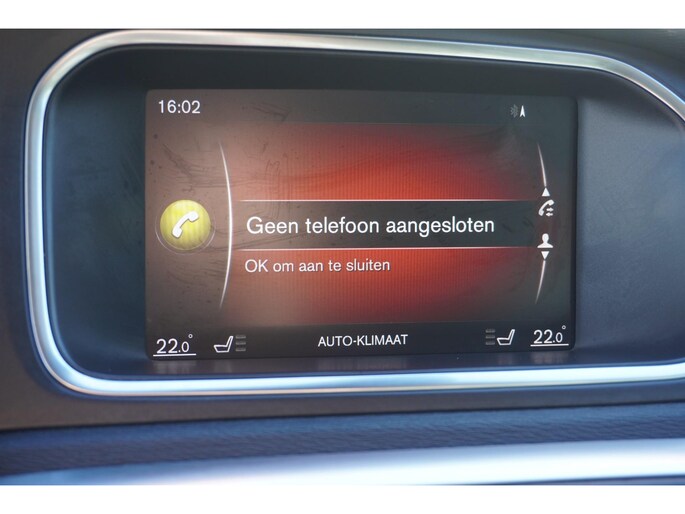 16:02
Geen telefoon aangesloten
OK om aan te sluiten
22.0° AUTO-KLIMAAT 22.0°